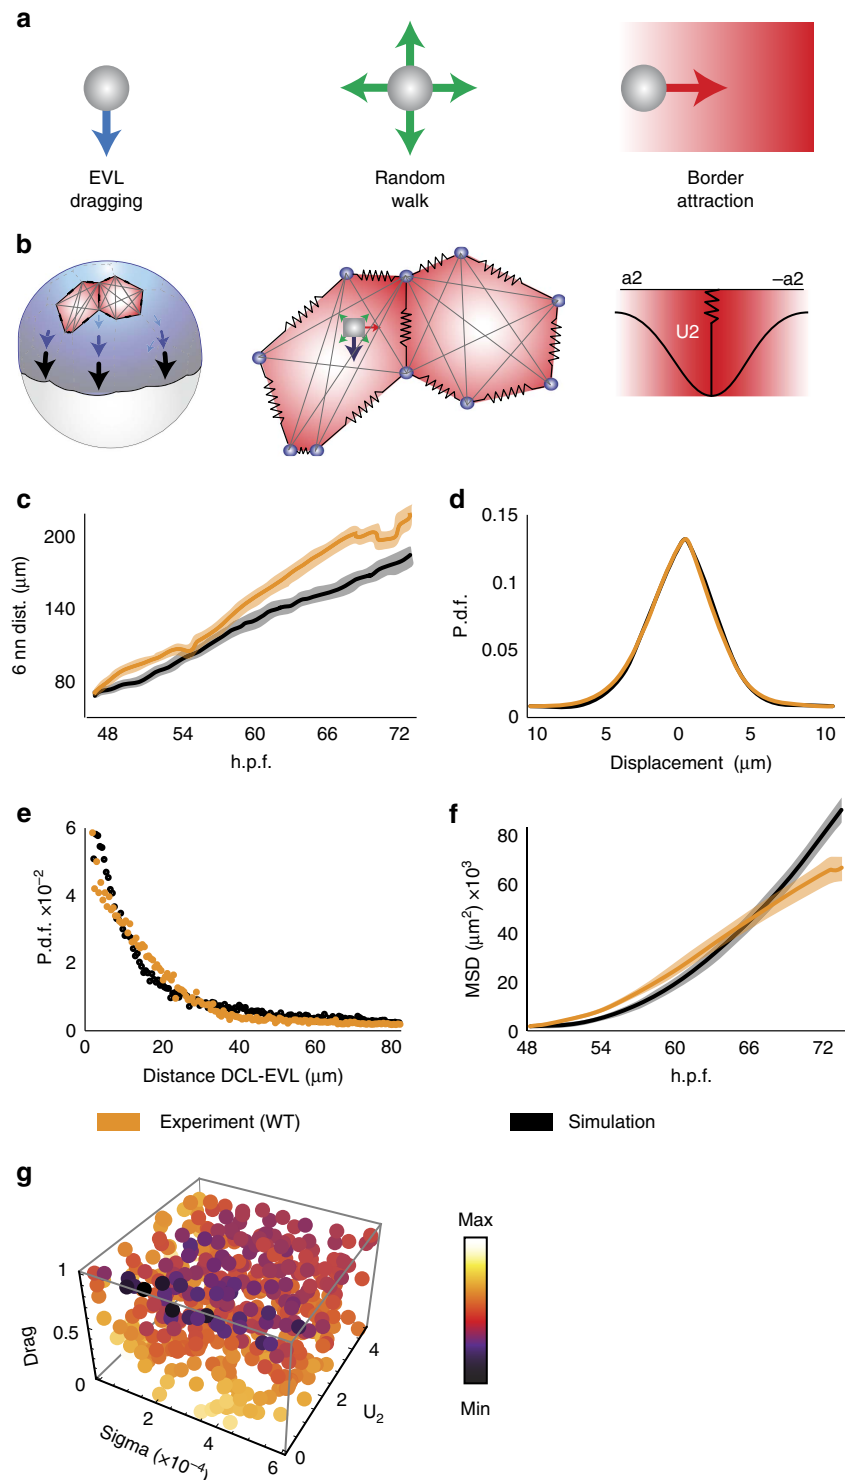 a
EVL
dragging
Random
walk
Border
attraction
b
a2
–a2
U2
c
6 nn dist. (μm)
200
140
80
48
54
60
66
72
h.p.f.
d
P.d.f.
0.15
0.1
0.05
0
10
5
0
5
10
Displacement (μm)
e
P.d.f. ×10⁻²
6
4
2
0
0
20
40
60
80
Distance DCL-EVL (μm)
f
MSD (μm²) ×10³
80
60
40
20
0
48
54
60
66
72
h.p.f.
Experiment (WT)
Simulation
g
Drag
1
0.5
0
2
4
6
Sigma (×10⁻⁴)
0
2
4
U₂
Max
Min